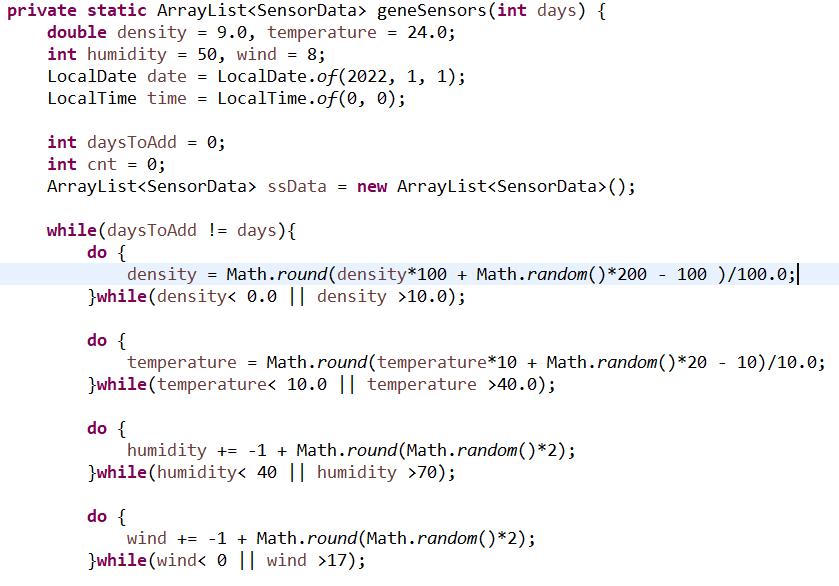 private static ArrayList<SensorData> geneSensors(int days) {
    double density = 9.0, temperature = 24.0;
    int humidity = 50, wind = 8;
    LocalDate date = LocalDate.of(2022, 1, 1);
    LocalTime time = LocalTime.of(0, 0);

    int daysToAdd = 0;
    int cnt = 0;
    ArrayList<SensorData> ssData = new ArrayList<SensorData>();

    while(daysToAdd != days){
        do {
            density = Math.round(density*100 + Math.random()*200 - 100 )/100.0;
        }while(density< 0.0 || density >10.0);

        do {
            temperature = Math.round(temperature*10 + Math.random()*20 - 10)/10.0;
        }while(temperature< 10.0 || temperature >40.0);

        do {
            humidity += -1 + Math.round(Math.random()*2);
        }while(humidity< 40 || humidity >70);

        do {
            wind += -1 + Math.round(Math.random()*2);
        }while(wind< 0 || wind >17);